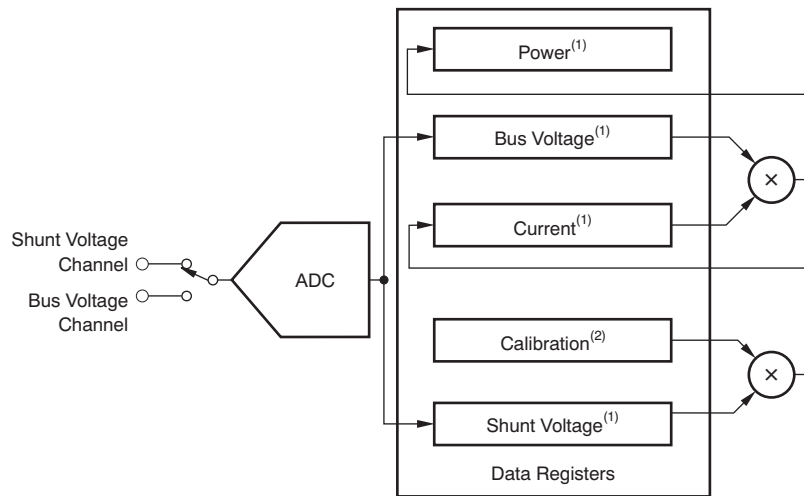 Power(1)
Bus Voltage(1)
×
Current(1)
Shunt Voltage
Channel
ADC
Bus Voltage
Channel
Calibration(2)
×
Shunt Voltage(1)
Data Registers